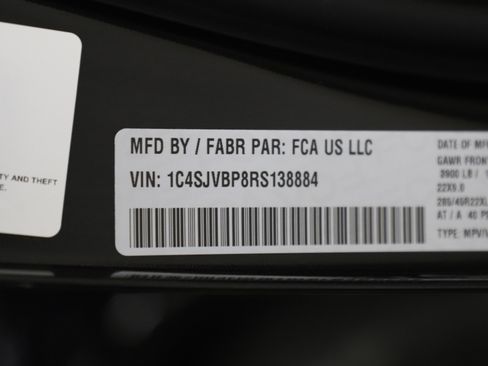 TY AND THEFT
E.
MFD BY / FABR PAR: FCA US LLC
VIN: 1C4SJVBP8RS138884
DATE OF MF
GAWR FRONT
3900 LB /
22X9.0
285/45R22XL
AT / A 40 PS
TYPE: MPV/V